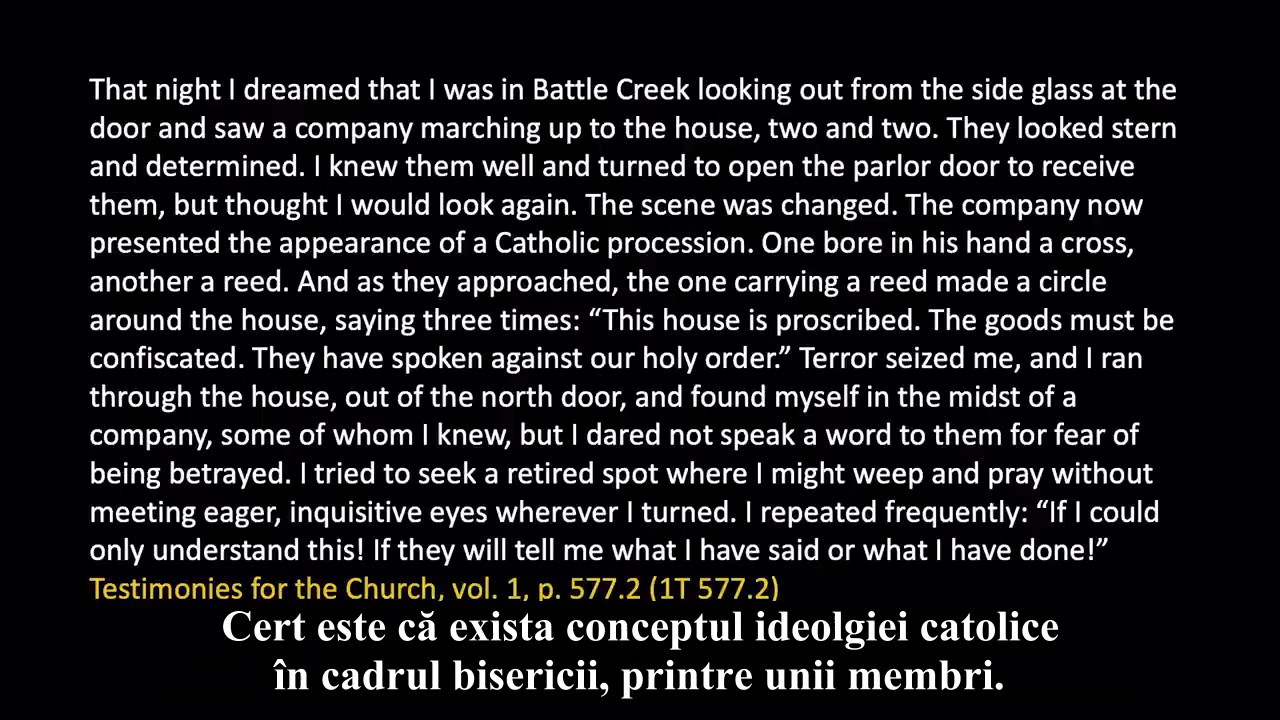 That night I dreamed that I was in Battle Creek looking out from the side glass at the
door and saw a company marching up to the house, two and two. They looked stern
and determined. I knew them well and turned to open the parlor door to receive
them, but thought I would look again. The scene was changed. The company now
presented the appearance of a Catholic procession. One bore in his hand a cross,
another a reed. And as they approached, the one carrying a reed made a circle
around the house, saying three times: “This house is proscribed. The goods must be
confiscated. They have spoken against our holy order.” Terror seized me, and I ran
through the house, out of the north door, and found myself in the midst of a
company, some of whom I knew, but I dared not speak a word to them for fear of
being betrayed. I tried to seek a retired spot where I might weep and pray without
meeting eager, inquisitive eyes wherever I turned. I repeated frequently: “If I could
only understand this! If they will tell me what I have said or what I have done!”
Testimonies for the Church, vol. 1, p. 577.2 (1T 577.2)
Cert este că exista conceptul ideolgiei catolice
în cadrul bisericii, printre unii membri.